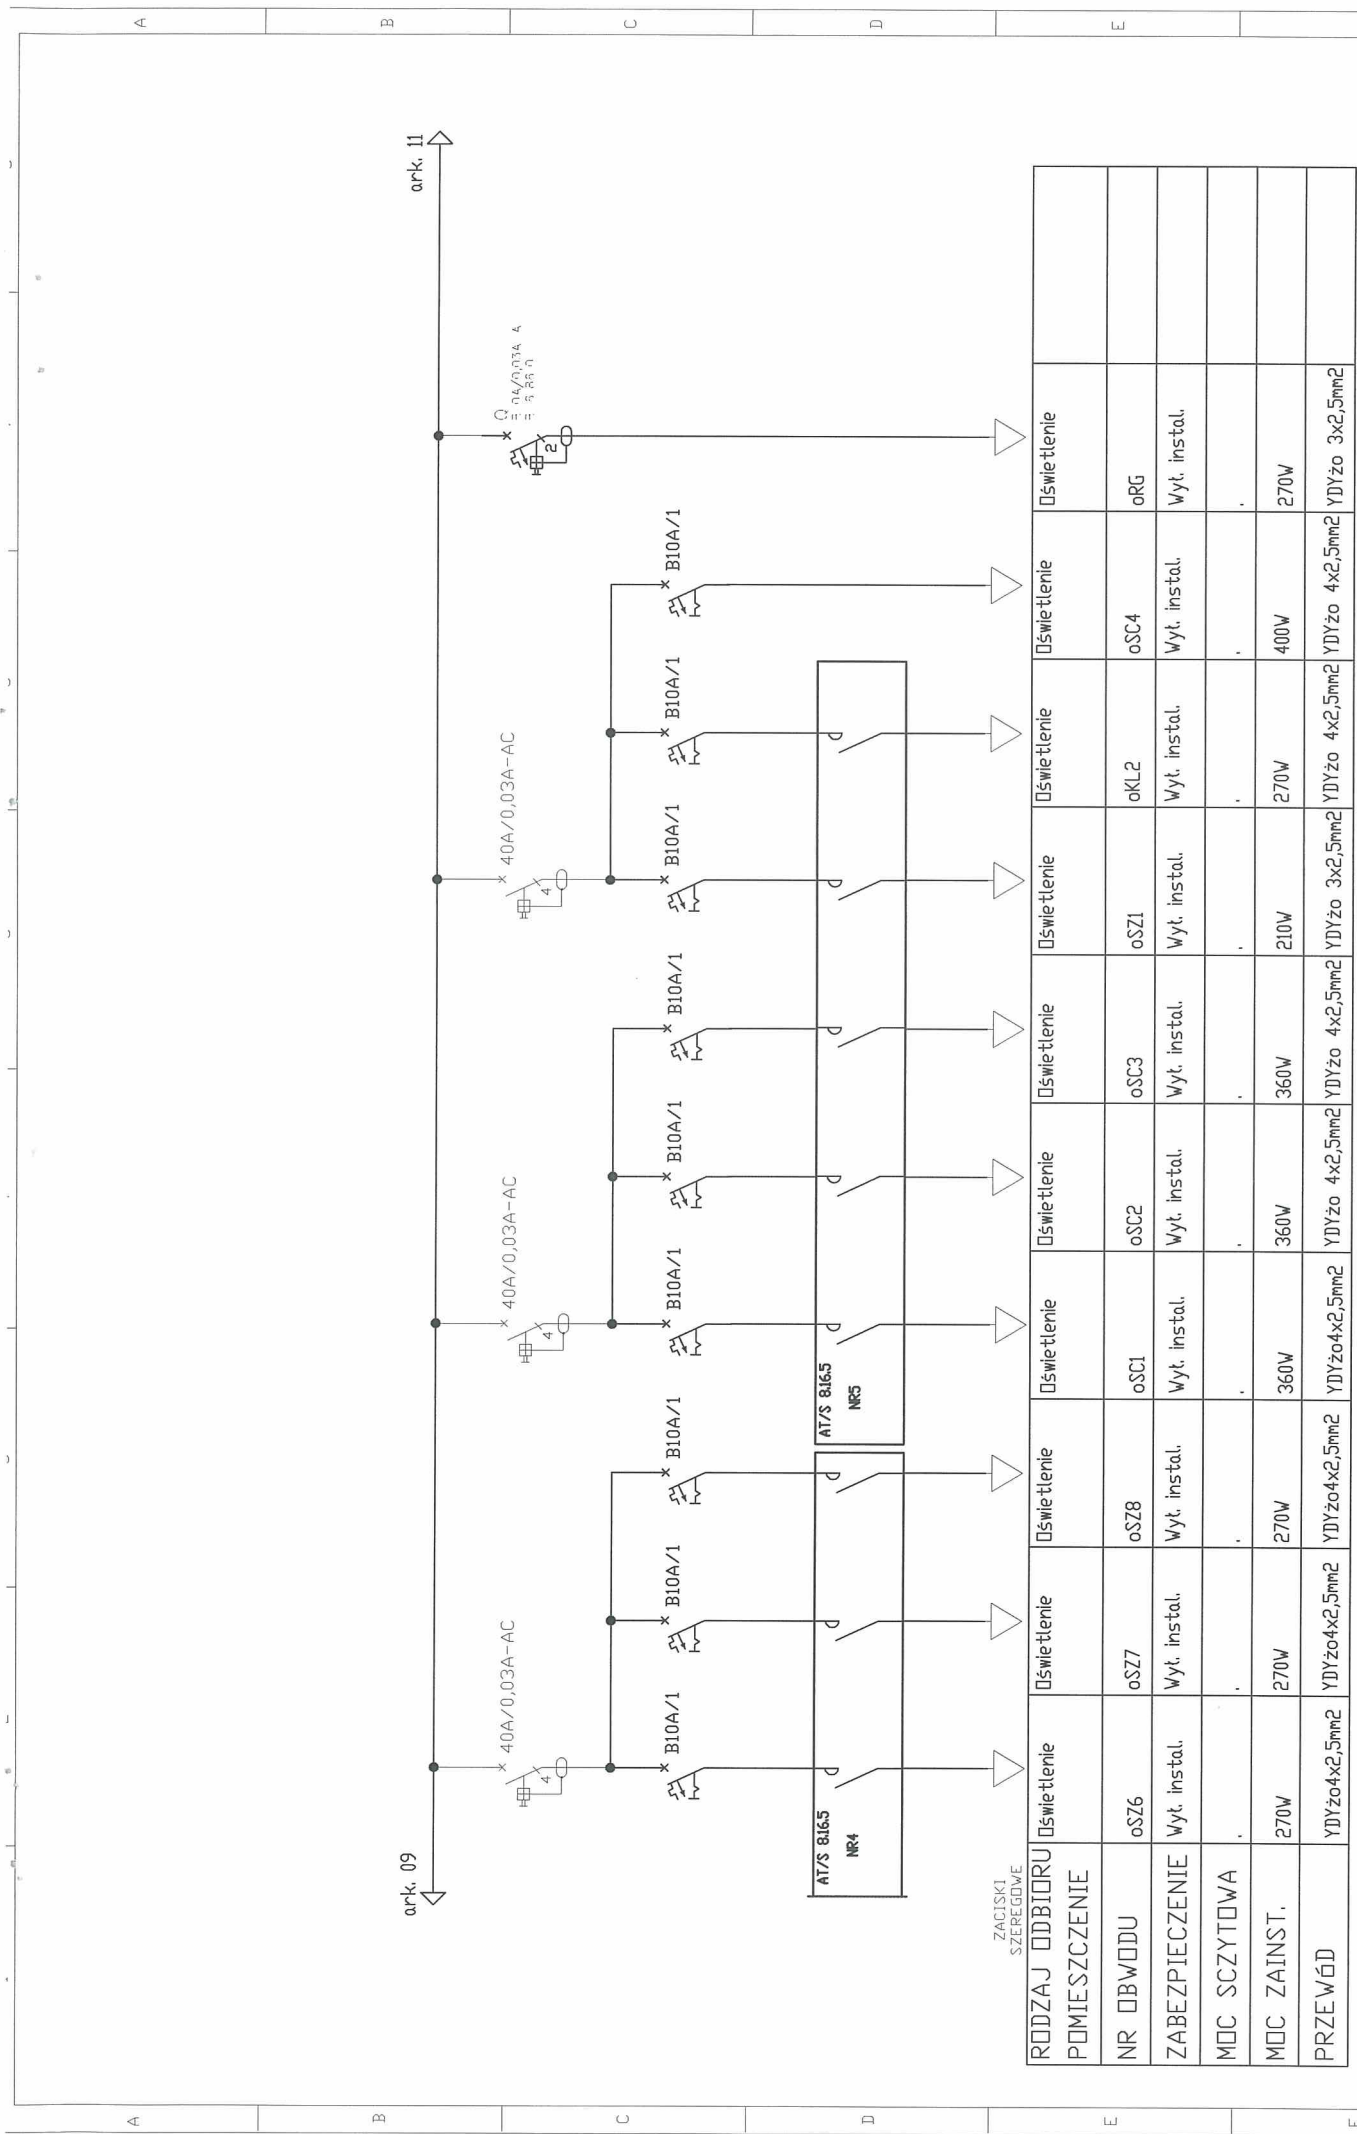 A B C D E
ark. 09
ark. 11
40A/0,03A-AC
40A/0,03A-AC
40A/0,03A-AC
Q
4
4
4
2
B10A/1
B10A/1
B10A/1
B10A/1
B10A/1
B10A/1
B10A/1
B10A/1
B10A/1
AT/S 8.16.5
NR4
AT/S 8.16.5
NR5
ZACISKI
SZEREGOWE
RODZAJ ODBIORU Oświetlenie Oświetlenie Oświetlenie Oświetlenie Oświetlenie Oświetlenie Oświetlenie Oświetlenie Oświetlenie Oświetlenie
POMIESZCZENIE
NR OBWODU oSZ6 oSZ7 oSZ8 oSC1 oSC2 oSC3 oSZ1 oKL2 oSC4 oRG
ZABEZPIECZENIE Wył. instal. Wył. instal. Wył. instal. Wył. instal. Wył. instal. Wył. instal. Wył. instal. Wył. instal. Wył. instal. Wył. instal.
MOC SCZYTOWA . . . . . . . . . .
MOC ZAINST. 270W 270W 270W 360W 360W 360W 210W 270W 400W 270W
PRZEWÓD YDYżo4x2,5mm2 YDYżo4x2,5mm2 YDYżo4x2,5mm2 YDYżo4x2,5mm2 YDYżo 4x2,5mm2 YDYżo 4x2,5mm2 YDYżo 3x2,5mm2 YDYżo 4x2,5mm2 YDYżo 4x2,5mm2 YDYżo 3x2,5mm2
A B C D E F